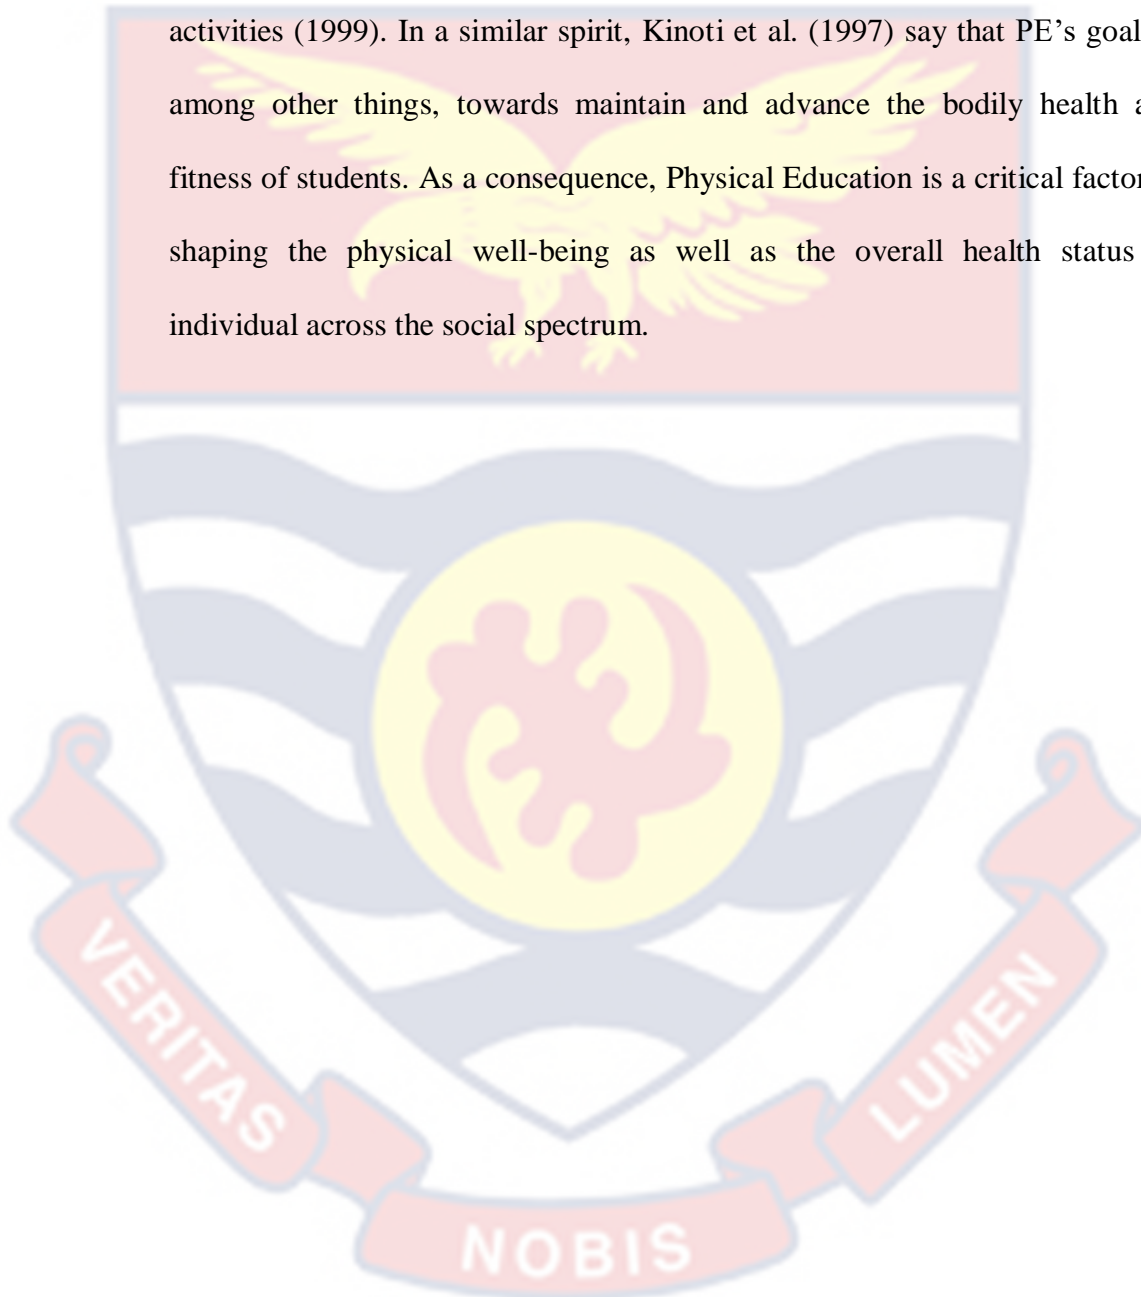 activities (1999). In a similar spirit, Kinoti et al. (1997) say that PE’s goal
among other things, towards maintain and advance the bodily health
fitness of students. As a consequence, Physical Education is a critical factor
shaping the physical well-being as well as the overall health status
individual across the social spectrum.
VERITAS
NOBIS
LUMEN